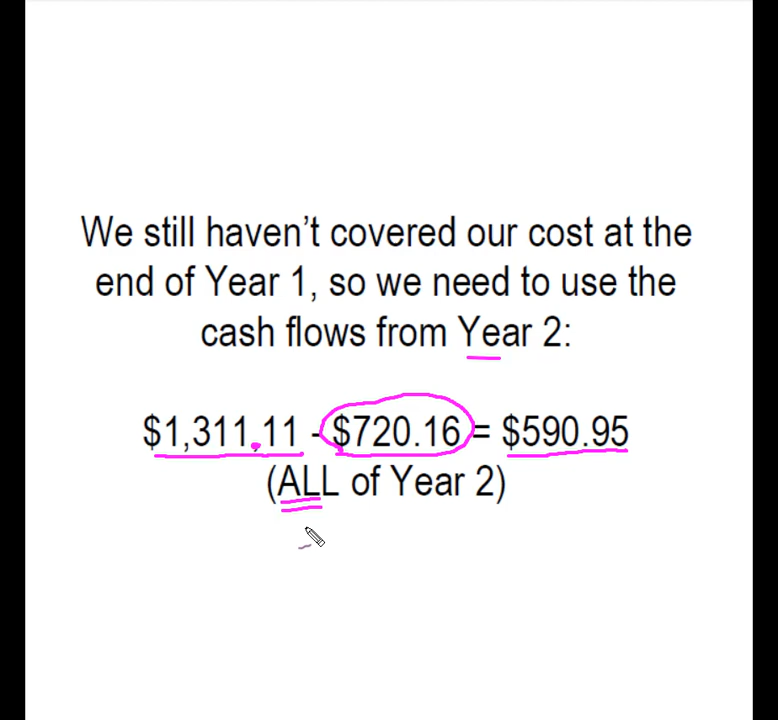 We still haven’t covered our cost at the
end of Year 1, so we need to use the
cash flows from Year 2:
$1,311.11 - $720.16 = $590.95
(ALL of Year 2)